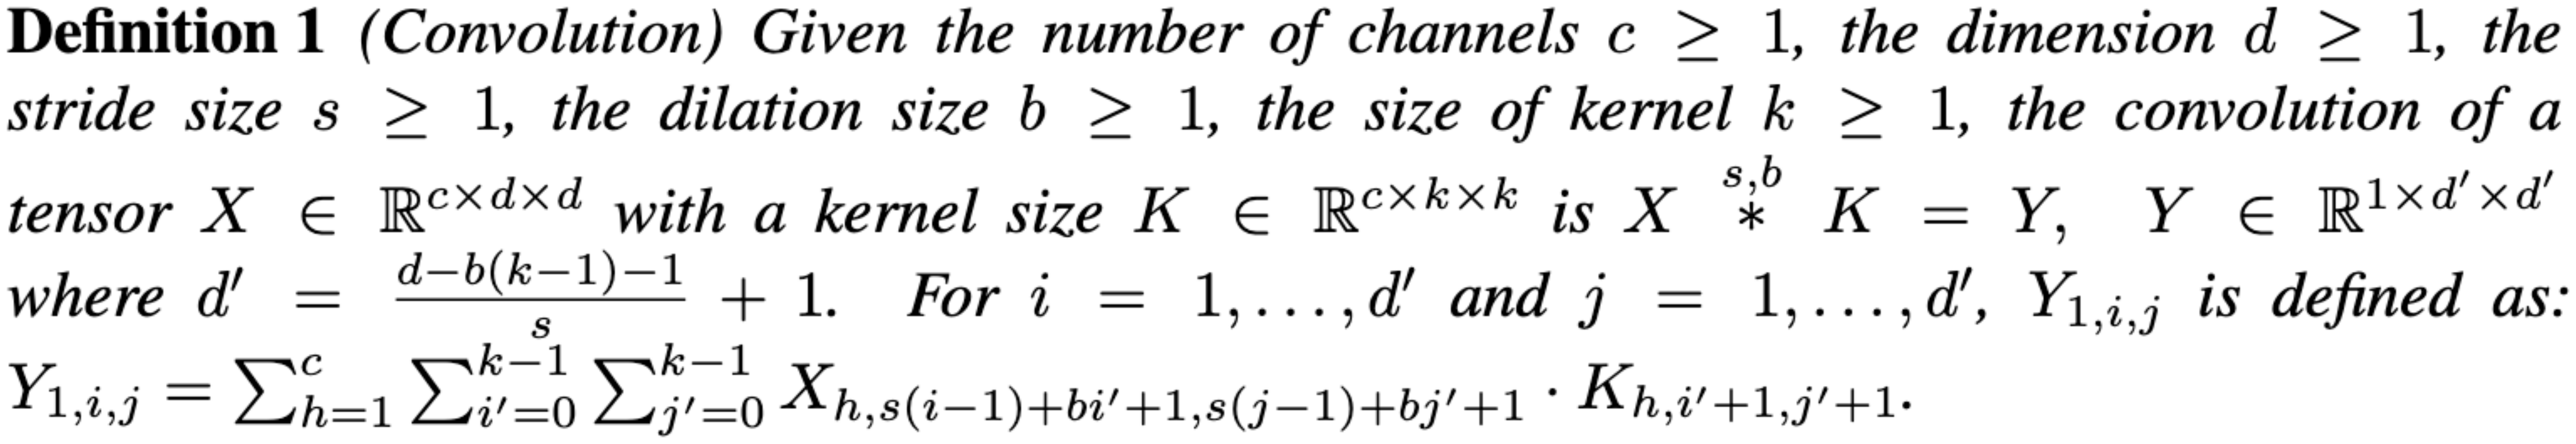 Definition 1 (Convolution) Given the number of channels c ≥ 1, the dimension d ≥ 1, the
stride size s ≥ 1, the dilation size b ≥ 1, the size of kernel k ≥ 1, the convolution of a
tensor X ∈ ℝ^{c×d×d} with a kernel size K ∈ ℝ^{c×k×k} is X \overset{s,b}{*} K = Y, Y ∈ ℝ^{1×d′×d′}
where d′ = \frac{d−b(k−1)−1}{s} + 1. For i = 1, . . . , d′ and j = 1, . . . , d′, Y_{1,i,j} is defined as:
Y_{1,i,j} = ∑_{h=1}^{c} ∑_{i′=0}^{k−1} ∑_{j′=0}^{k−1} X_{h,s(i−1)+bi′+1,s(j−1)+bj′+1} · K_{h,i′+1,j′+1}.